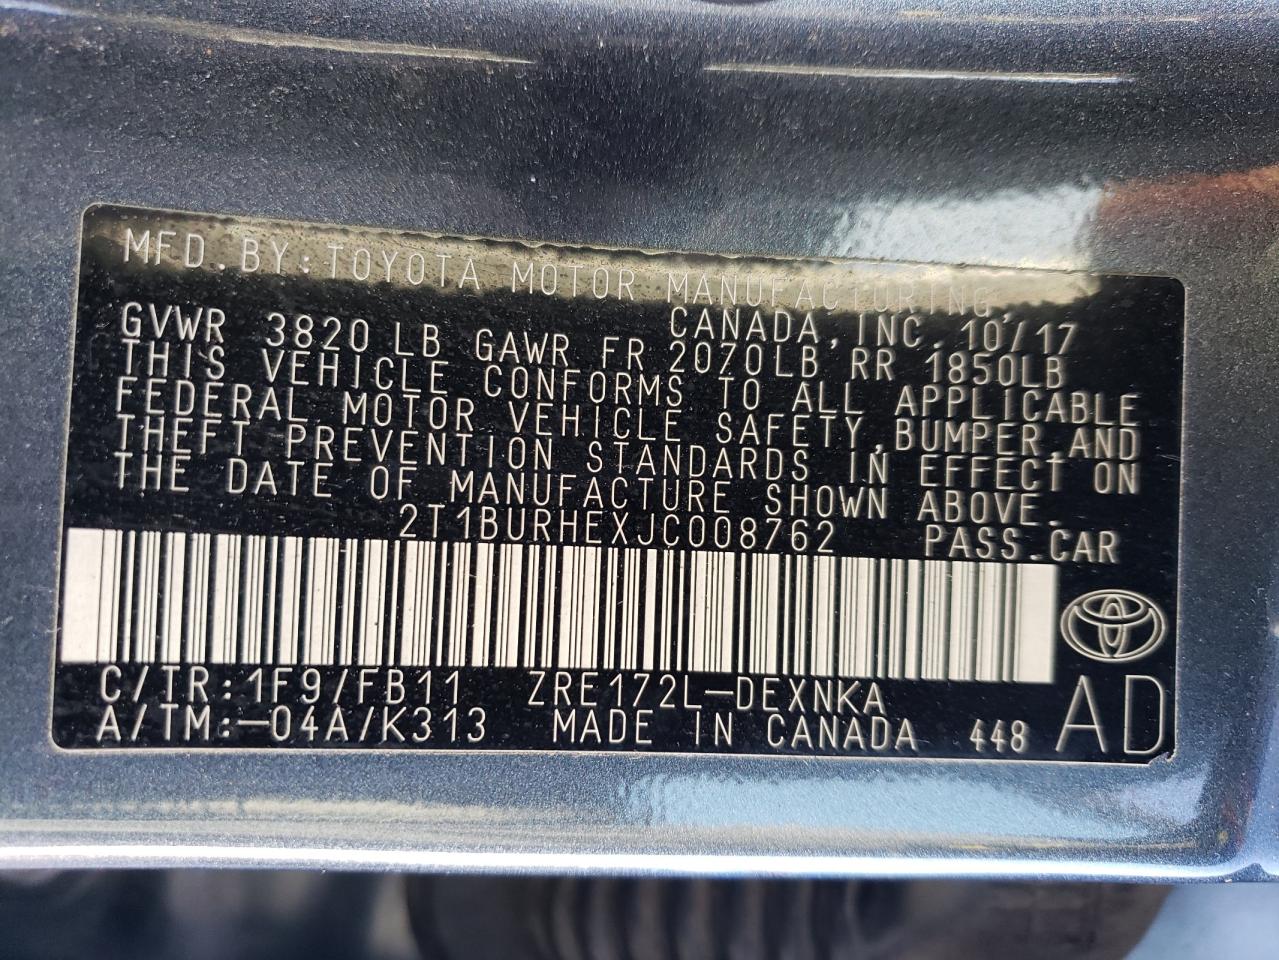 MFD.BY:TOYOTA MOTOR MANUFACTURING,
CANADA,INC.10/17
GVWR 3820 LB GAWR FR 2070LB RR 1850LB
THIS VEHICLE CONFORMS TO ALL APPLICABLE
FEDERAL MOTOR VEHICLE SAFETY,BUMPER,AND
THEFT PREVENTION STANDARDS IN EFFECT ON
THE DATE OF MANUFACTURE SHOWN ABOVE.
2T1BURHEXJC008762 PASS.CAR
C/TR:1F9/FB11 ZRE172L-DEXNKA
A/TM:-04A/K313 MADE IN CANADA 448 AD